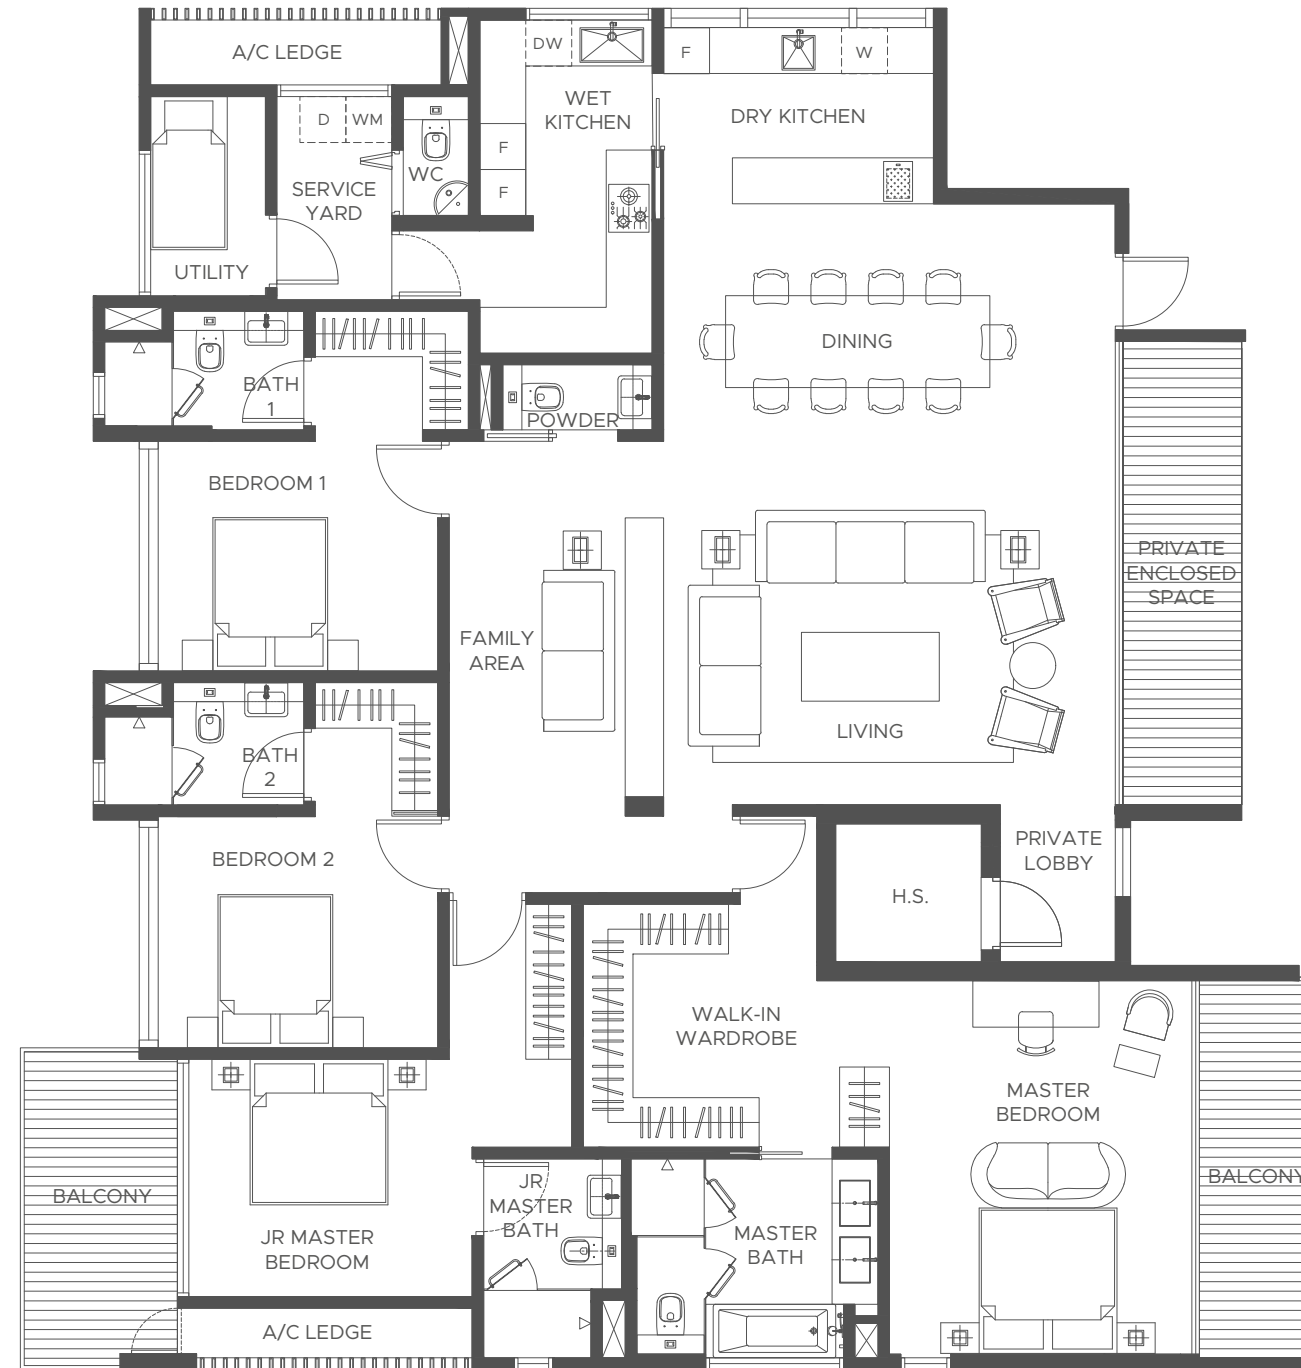 A/C LEDGE
DW
F
W
WET
KITCHEN
DRY KITCHEN
D
WM
F
WC
F
SERVICE
YARD
UTILITY
DINING
BATH
1
POWDER
BEDROOM 1
PRIVATE
ENCLOSED
SPACE
FAMILY
AREA
LIVING
BATH
2
BEDROOM 2
PRIVATE
LOBBY
H.S.
WALK-IN
WARDROBE
MASTER
BEDROOM
BALCONY
JR
MASTER
BATH
BALCONY
JR MASTER
BEDROOM
MASTER
BATH
A/C LEDGE